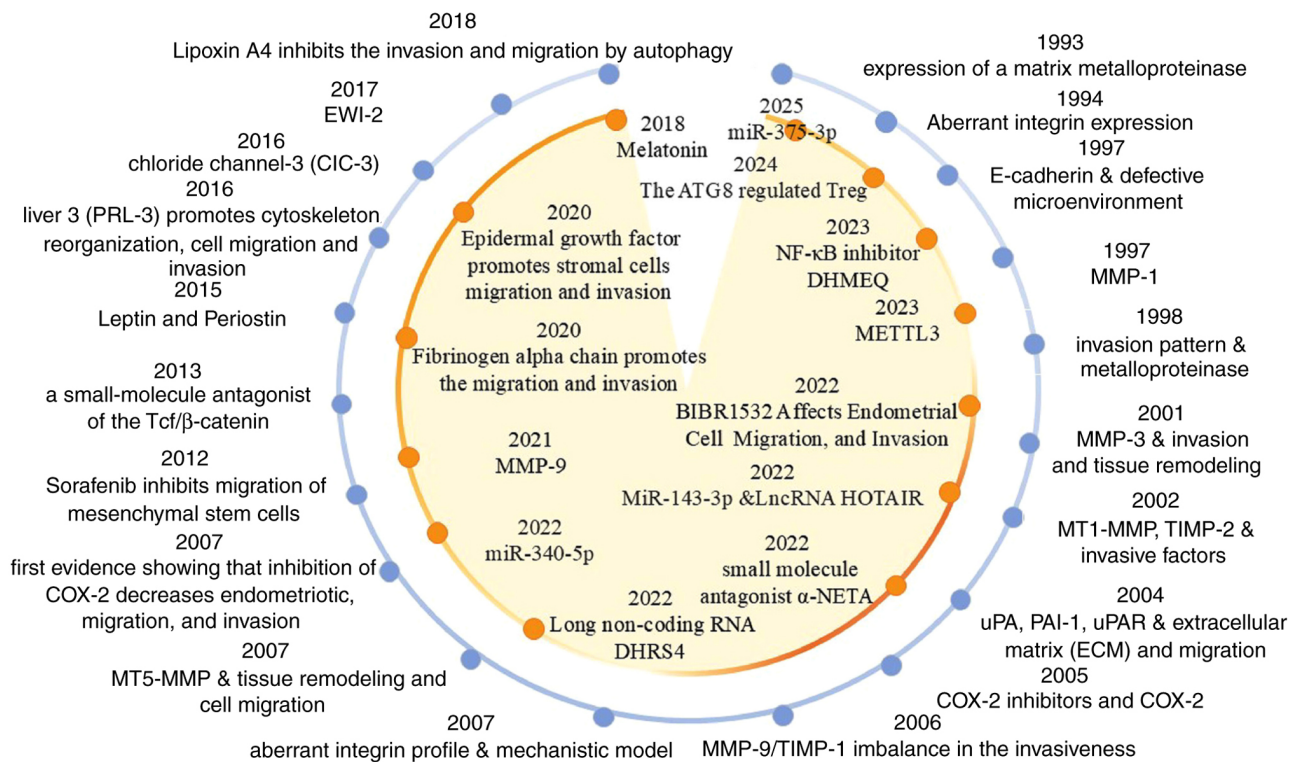 1993
expression of a matrix metalloproteinase
1994
Aberrant integrin expression
1997
E-cadherin & defective
microenvironment
1997
MMP-1
1998
invasion pattern &
metalloproteinase
2001
MMP-3 & invasion
and tissue remodeling
2002
MT1-MMP, TIMP-2 &
invasive factors
2004
uPA, PAI-1, uPAR & extracellular
matrix (ECM) and migration
2005
COX-2 inhibitors and COX-2
2006
MMP-9/TIMP-1 imbalance in the invasiveness
2007
aberrant integrin profile & mechanistic model
2007
MT5-MMP & tissue remodeling and
cell migration
2007
first evidence showing that inhibition of
COX-2 decreases endometriotic,
migration, and invasion
2012
Sorafenib inhibits migration of
mesenchymal stem cells
2013
a small-molecule antagonist
of the Tcf/β-catenin
2015
Leptin and Periostin
2016
liver 3 (PRL-3) promotes cytoskeleton
reorganization, cell migration and
invasion
2016
chloride channel-3 (CIC-3)
2017
EWI-2
2018
Lipoxin A4 inhibits the invasion and migration by autophagy
2018
Melatonin
2020
Epidermal growth factor
promotes stromal cells
migration and invasion
2020
Fibrinogen alpha chain promotes
the migration and invasion
2021
MMP-9
2022
miR-340-5p
2022
Long non-coding RNA
DHRS4
2022
small molecule
antagonist α-NETA
2022
MiR-143-3p &LncRNA HOTAIR
2022
BIBR1532 Affects Endometrial
Cell Migration, and Invasion
2023
METTL3
2023
NF-κB inhibitor
DHMEQ
2024
The ATG8 regulated Treg
2025
miR-375-3p